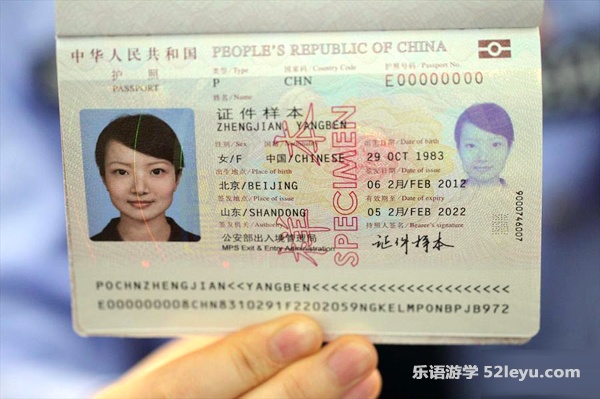 中华人民共和国 PEOPLE'S REPUBLIC OF CHINA
护照 类型/Type 国家码/Country Code 护照号码/Passport No.
PASSPORT P CHN E00000000
姓名/Name
证件样本
ZHENGJIAN YANGBEN
性别/Sex 国籍/Nationality 出生日期/Date of birth
女/F 中国/CHINESE 29 OCT 1983
出生地点/Place of birth 签发日期/Date of issue
北京/BEIJING 06 2月/FEB 2012
签发地点/Place of issue 有效期至/Date of expiry
山东/SHANDONG 05 2月/FEB 2022
签发机关/Authority 持照人签名/Bearer's signature
公安部出入境管理局 证件样本
MPS Exit & Entry Administration
样本
SPECIMEN
900746007
POCHNZHENGJIAN<<YANGBEN<<<<<<<<<<<<<<<<<<<<<
E000000008CHN8310291F2202059NGKELMPONBPJB972
乐语游学 52leyu.com